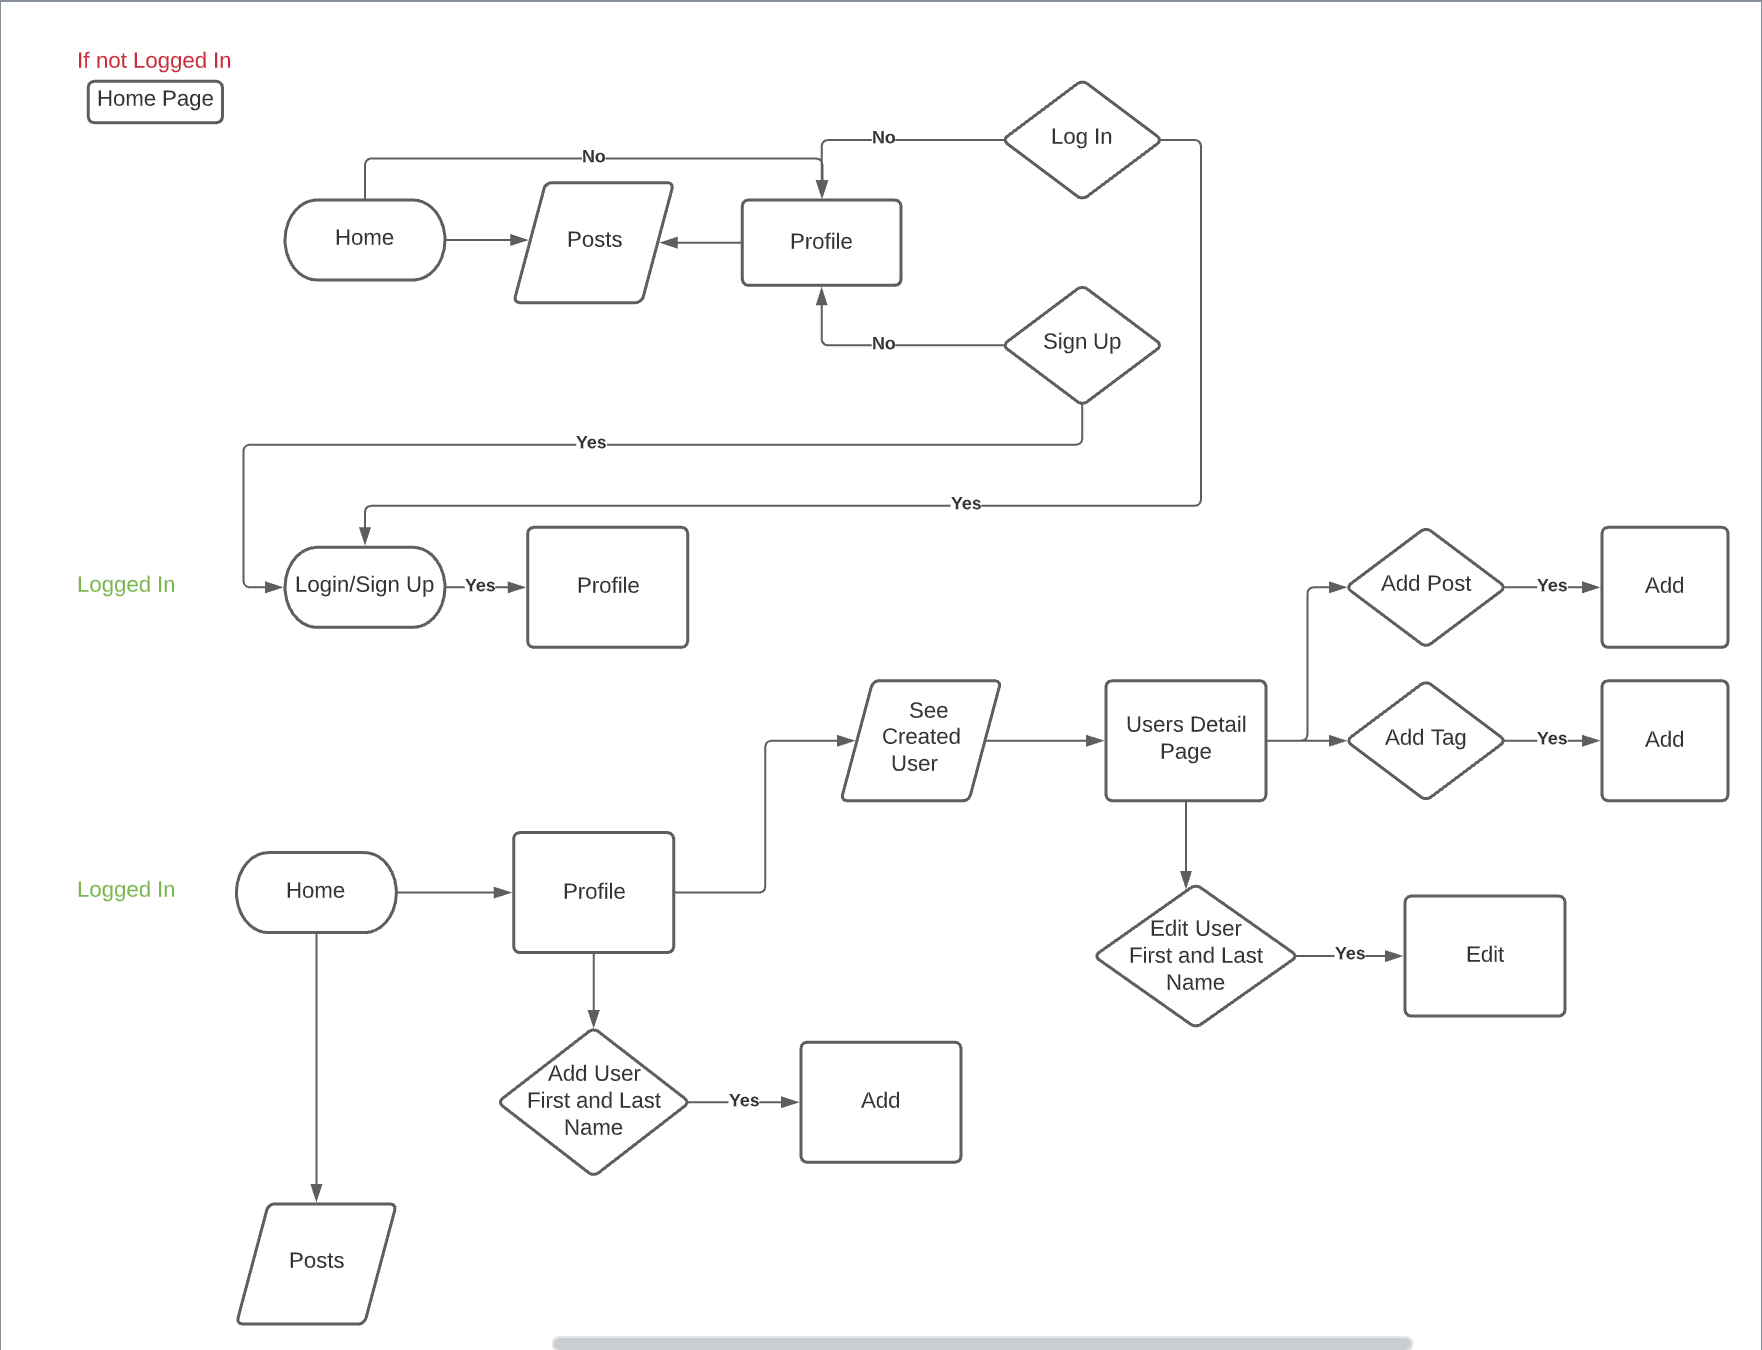 If not Logged In
Home Page
Log In
No
No
Home
Posts
Profile
Sign Up
No
Yes
Yes
Logged In
Login/Sign Up
Yes
Profile
Add Post
Yes
Add
See
Created
User
Users Detail
Page
Add Tag
Yes
Add
Logged In
Home
Profile
Edit User
First and Last
Name
Yes
Edit
Add User
First and Last
Name
Yes
Add
Posts